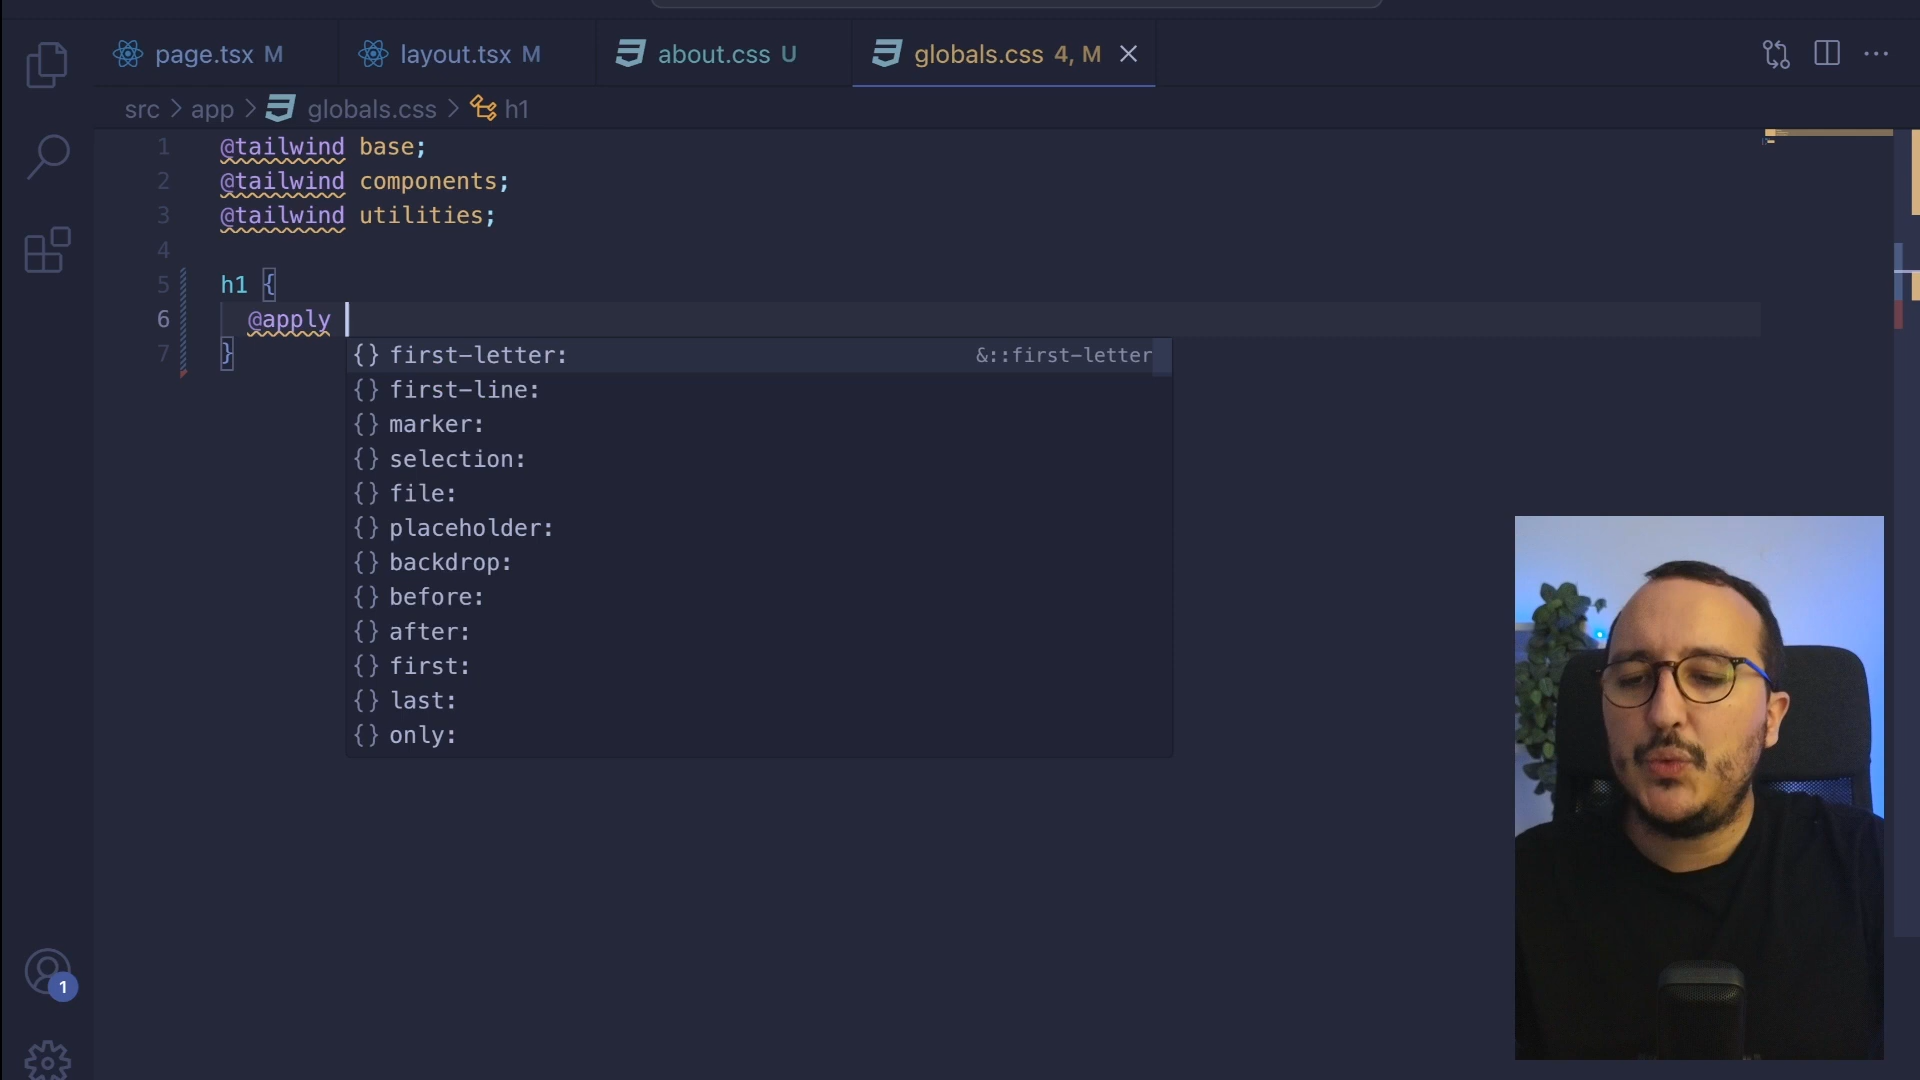 page.tsx M
layout.tsx M
about.css U
globals.css 4, M
src > app > globals.css > h1
1 @tailwind base;
2 @tailwind components;
3 @tailwind utilities;
4
5 h1 {
6 @apply
7 }
{} first-letter: &::first-letter
{} first-line:
{} marker:
{} selection:
{} file:
{} placeholder:
{} backdrop:
{} before:
{} after:
{} first:
{} last:
{} only:
1